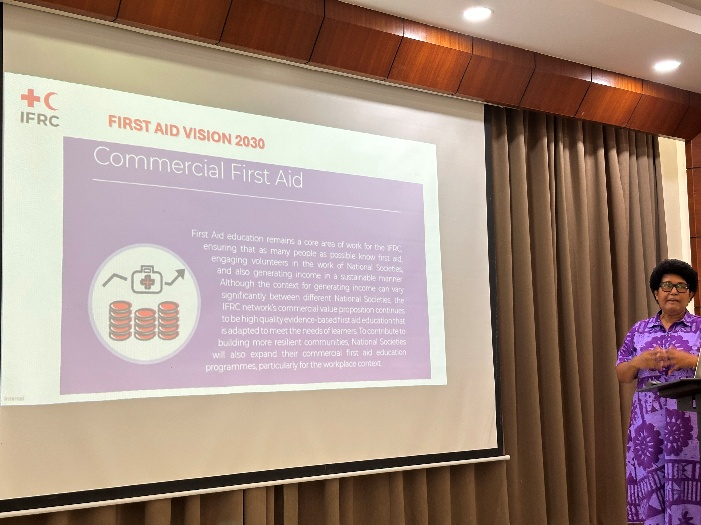 IFRC
FIRST AID VISION 2030
Commercial First Aid
First Aid education remains a core area of work for the IFRC
ensuring that as many people as possible know first aid,
engaging volunteers in the work of National Societies,
and also generating income in a sustainable manner.
Although the context for generating income can vary
significantly between different National Societies, the
IFRC network's commercial value proposition continues
to be high quality evidence-based first aid education that
is adapted to meet the needs of learners. To contribute to
building more resilient communities, National Societies
will also expand their commercial first aid education
programmes, particularly for the workplace context.
Internal